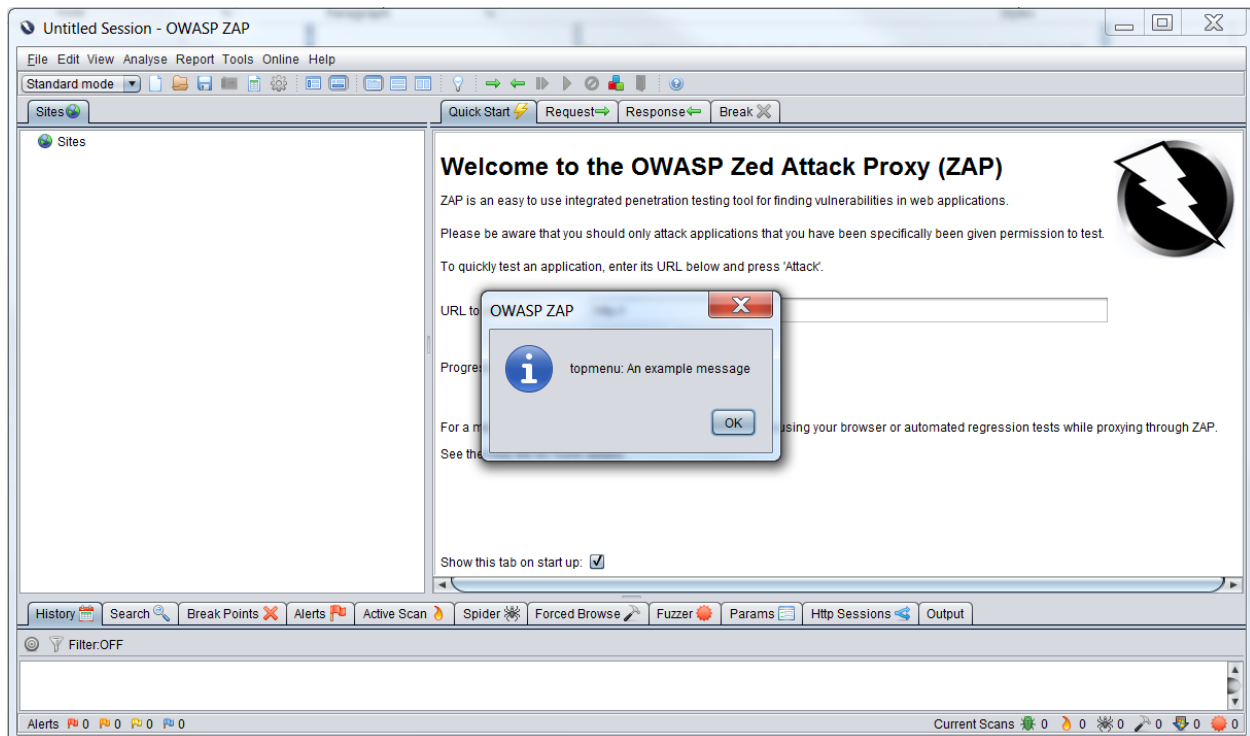 Untitled Session - OWASP ZAP
File Edit View Analyse Report Tools Online Help
Standard mode
Sites
Quick Start Request Response Break
Sites
Welcome to the OWASP Zed Attack Proxy (ZAP)
ZAP is an easy to use integrated penetration testing tool for finding vulnerabilities in web applications.
Please be aware that you should only attack applications that you have been specifically been given permission to test.
To quickly test an application, enter its URL below and press 'Attack'.
URL to
OWASP ZAP
topmenu: An example message
OK
For a
using your browser or automated regression tests while proxying through ZAP.
See the
Show this tab on start up:
History Search Break Points Alerts Active Scan Spider Forced Browse Fuzzer Params Http Sessions Output
Filter:OFF
Alerts 0 0 0 0
Current Scans 0 0 0 0 0 0